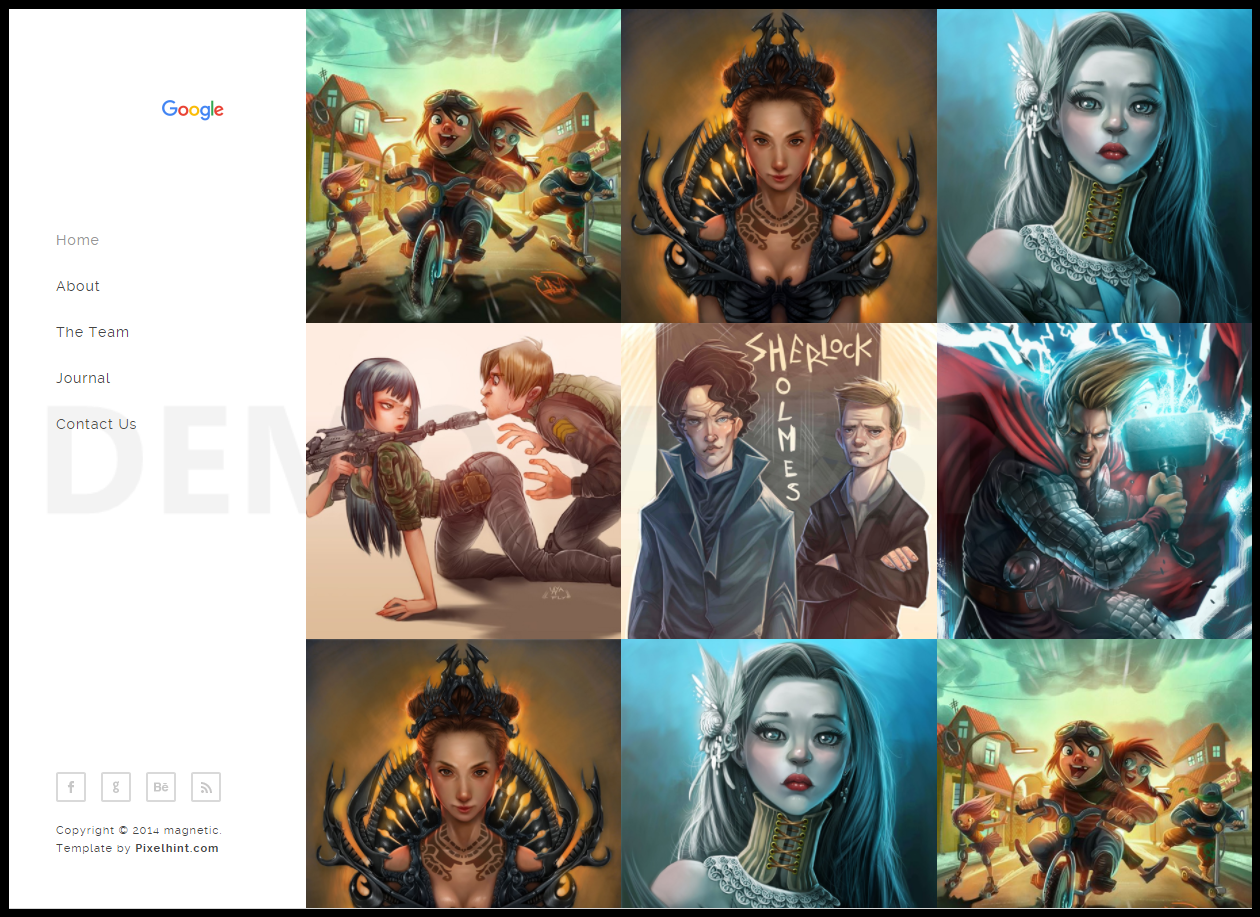 Google
Home
About
The Team
Journal
Contact Us
SHERLOCK
HOLMES
Bē
Copyright © 2014 magnetic.
Template by Pixelhint.com